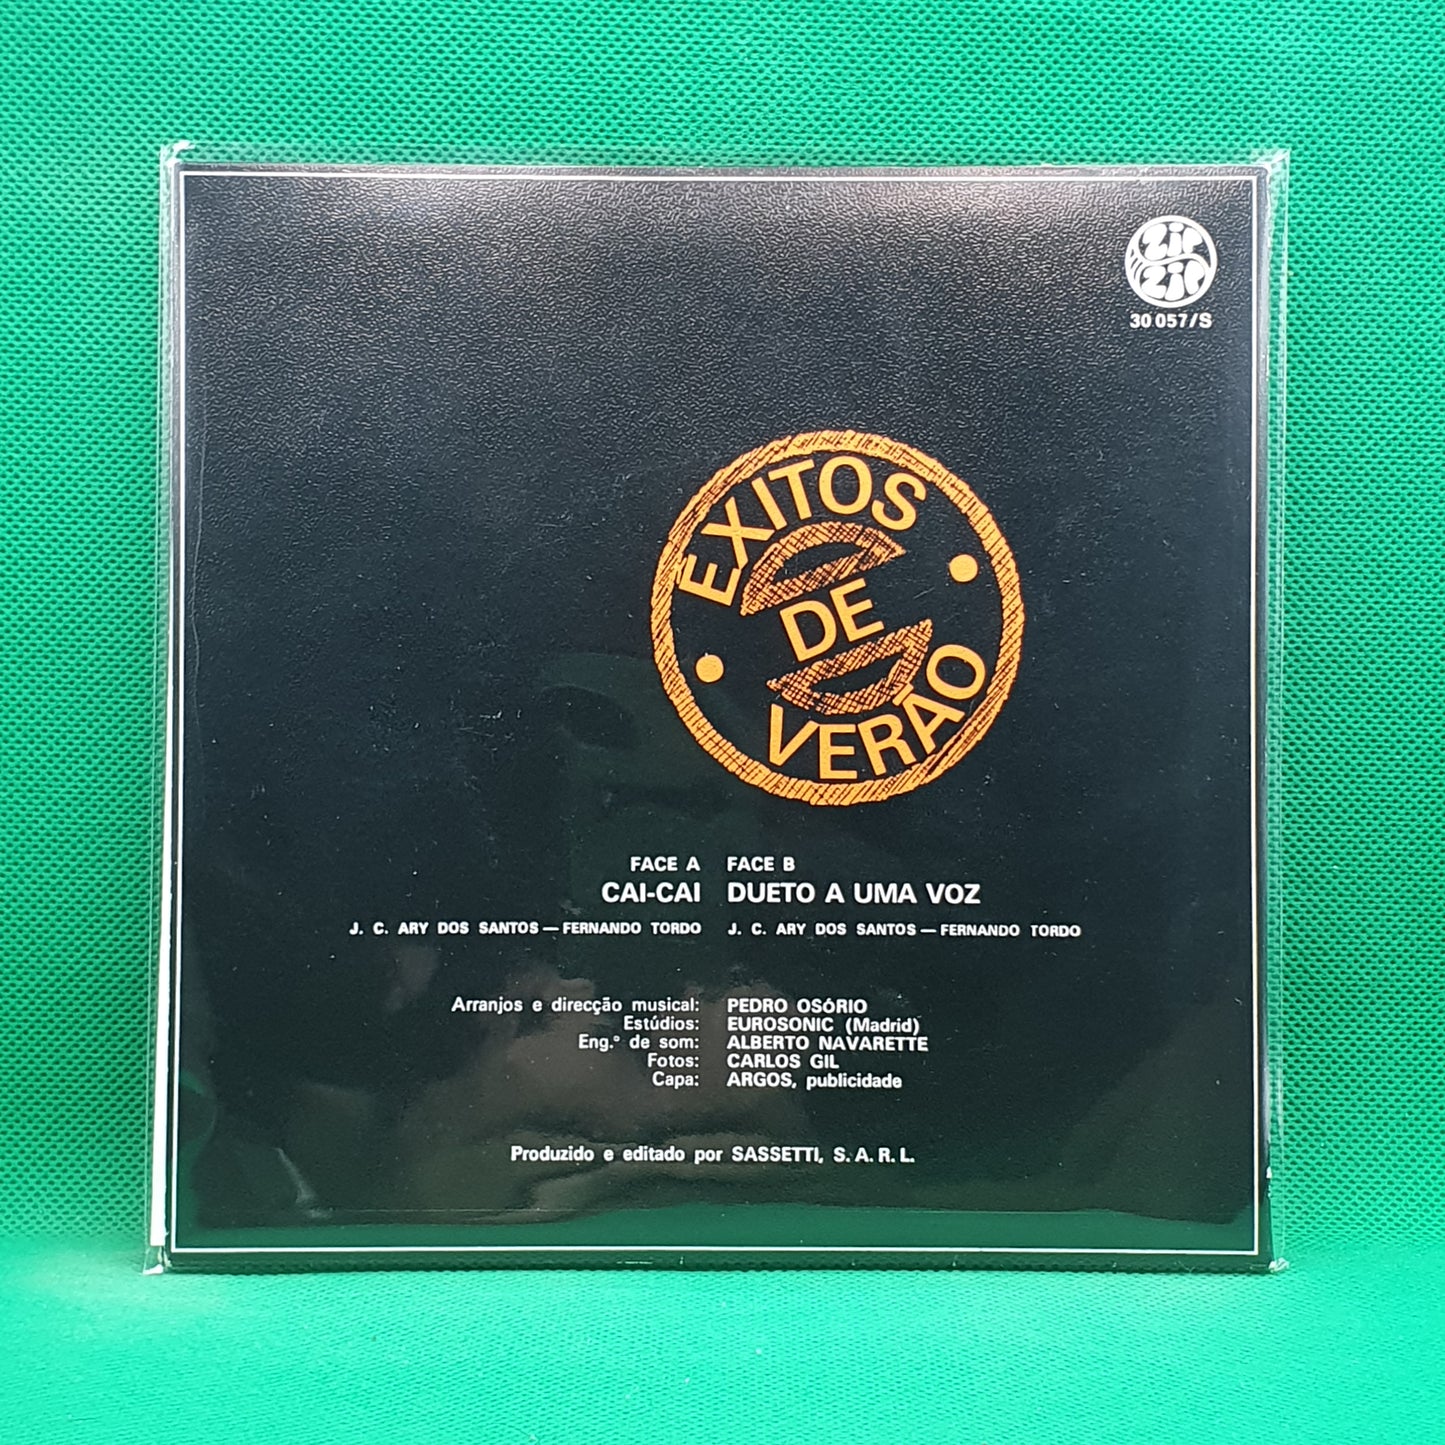 Zip
Zip
30 057/S
ÊXITOS
DE
VERÃO
FACE A FACE B
CAI-CAI DUETO A UMA VOZ
J. C. ARY DOS SANTOS — FERNANDO TORDO J. C. ARY DOS SANTOS — FERNANDO TORDO
Arranjos e direcção musical: PEDRO OSÓRIO
Estúdios: EUROSONIC (Madrid)
Eng.° de som: ALBERTO NAVARETTE
Fotos: CARLOS GIL
Capa: ARGOS, publicidade
Produzido e editado por SASSETTI, S. A. R. L.